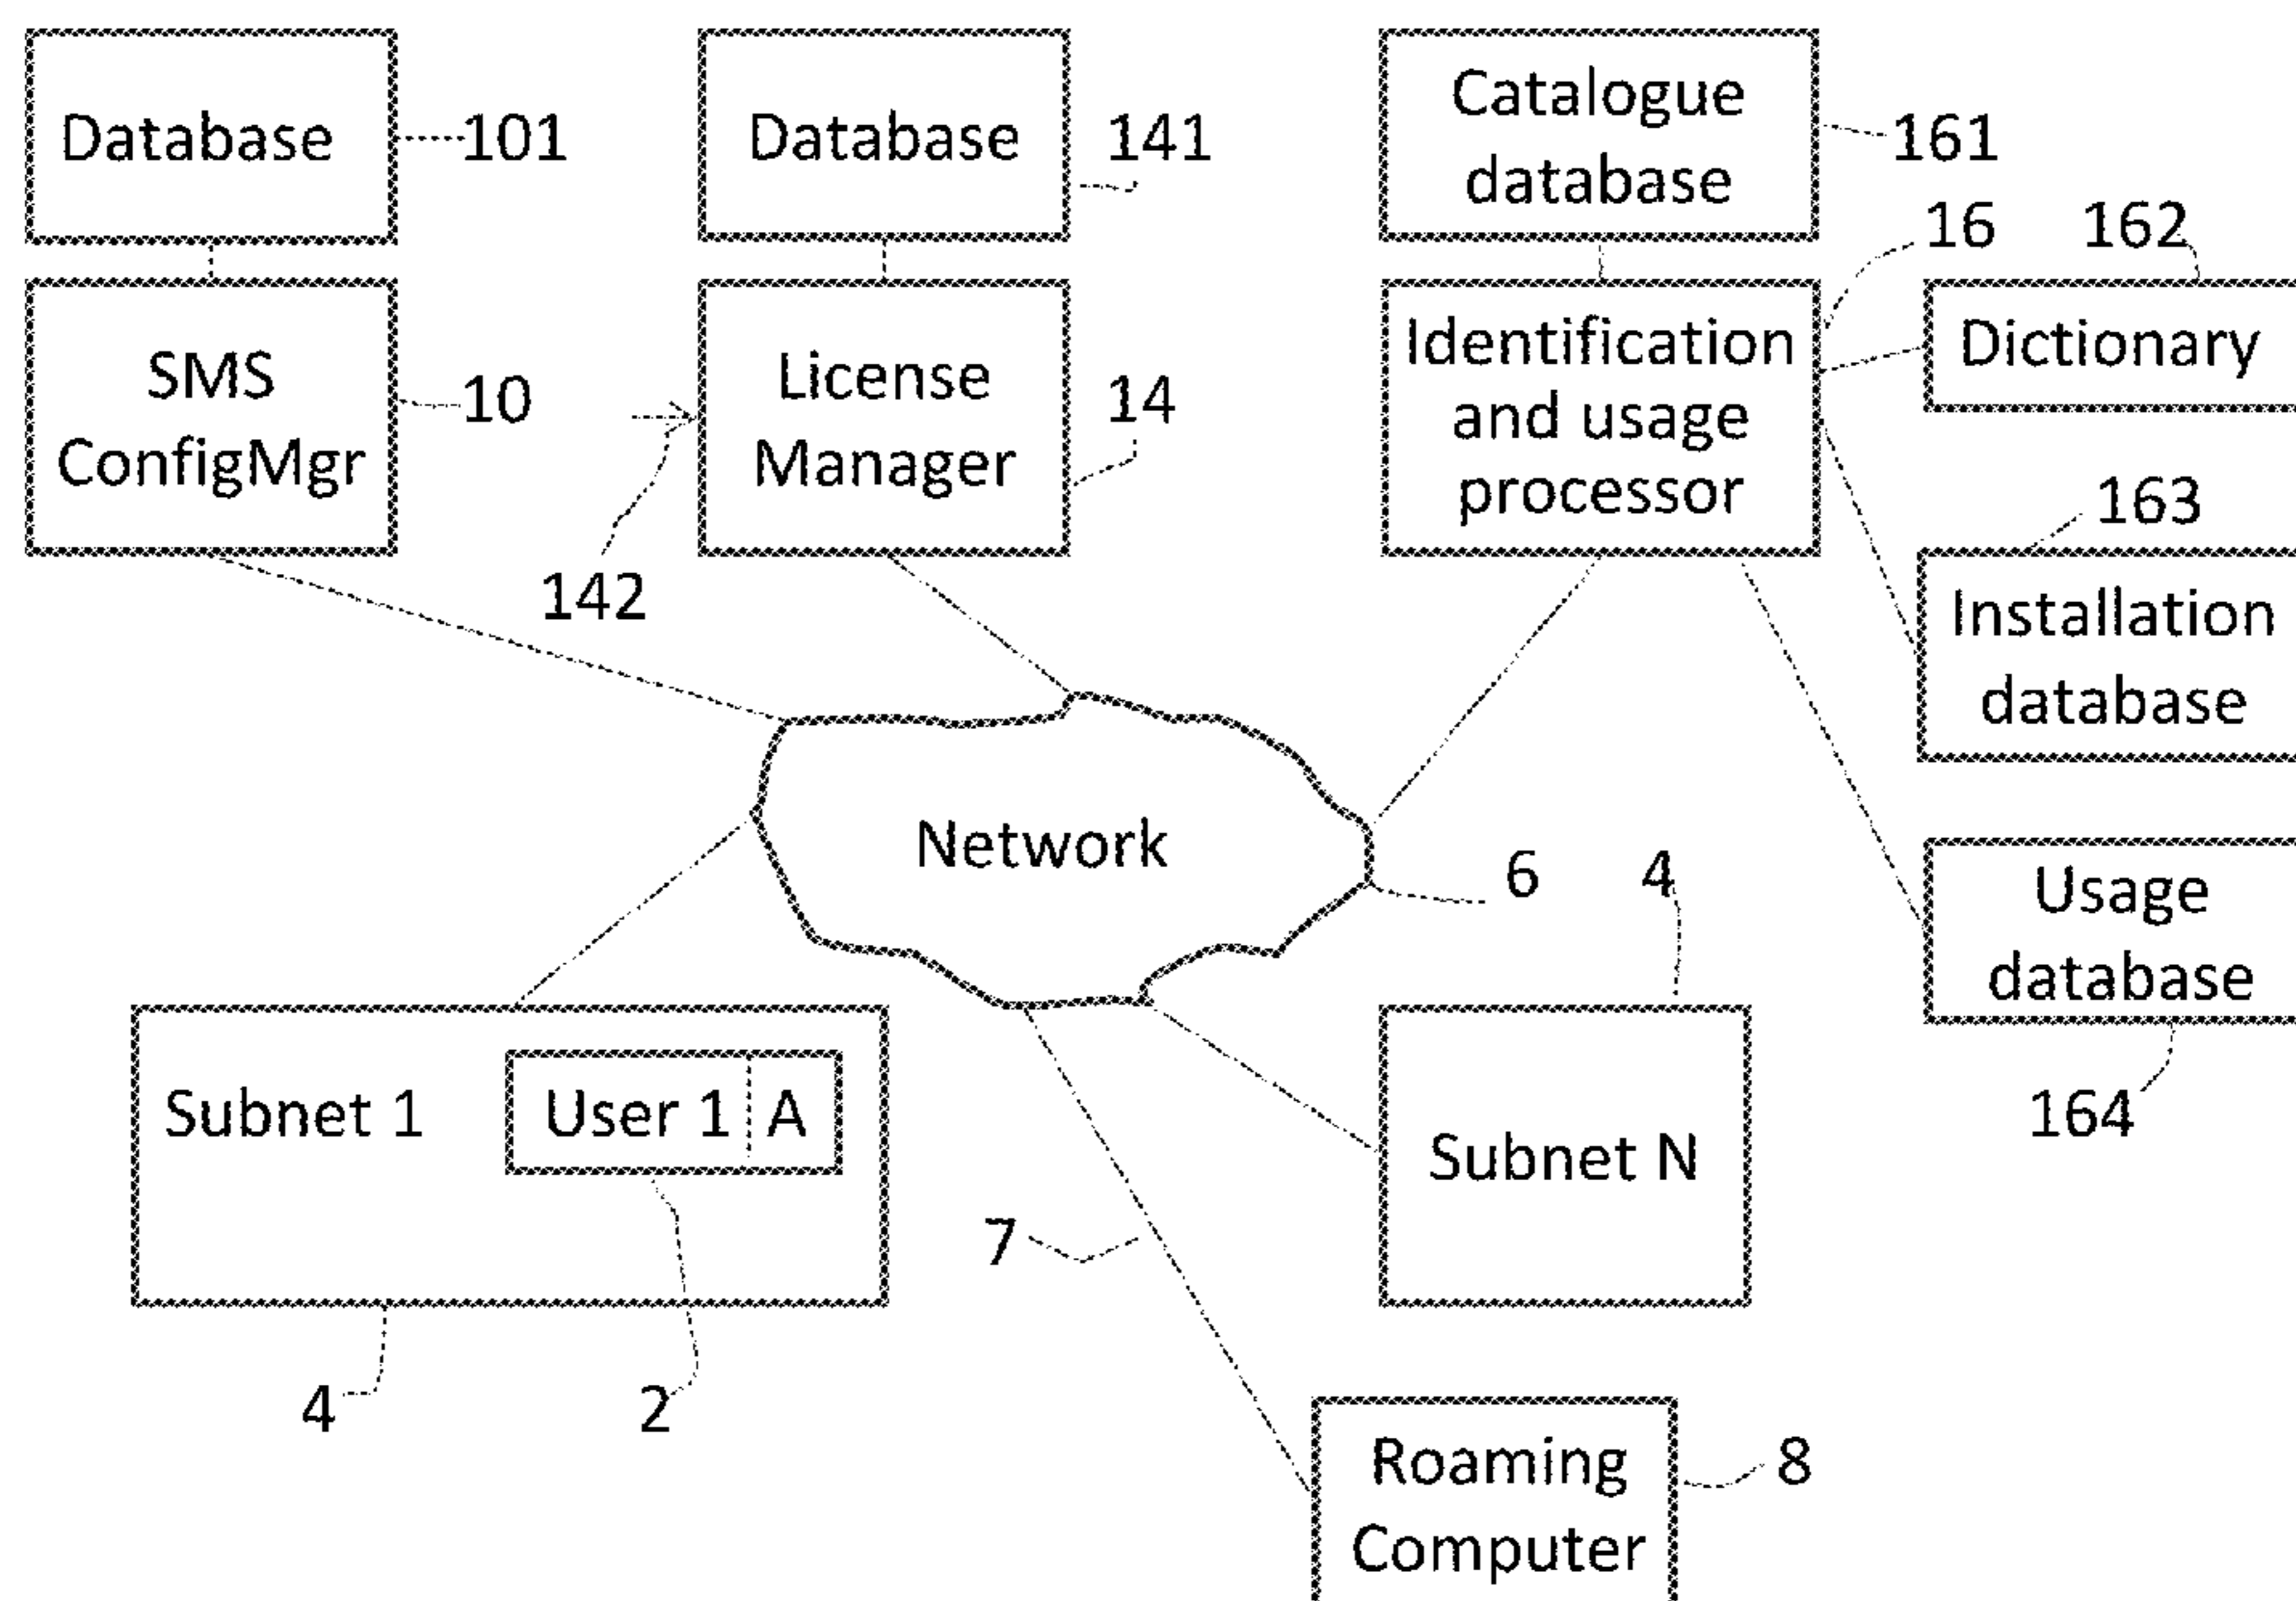 Database
101
Database
141
Catalogue
database
161
16
162
SMS
ConfigMgr
10
License
Manager
14
142
Identification
and usage
processor
Dictionary
163
Installation
database
Network
6
4
Usage
database
164
Subnet 1
User 1
A
4
2
7
Subnet N
Roaming
Computer
8